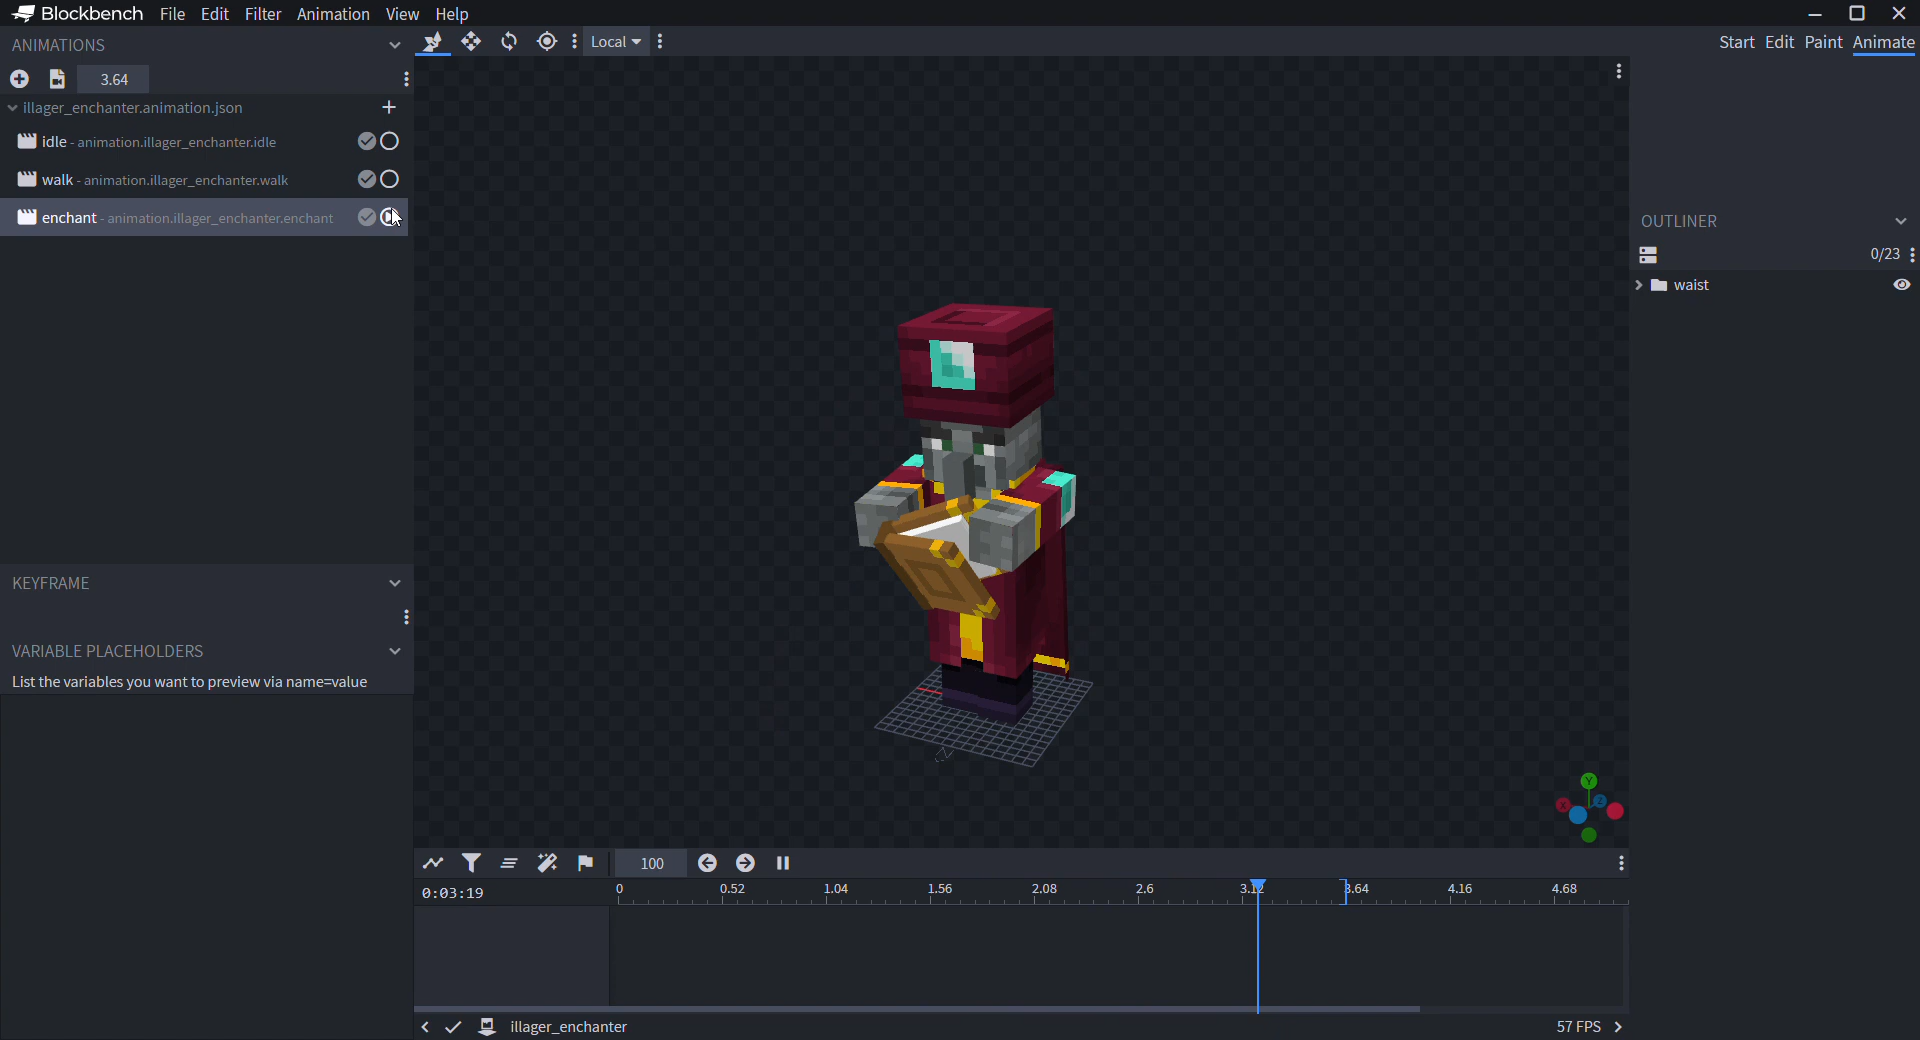 Blockbench File Edit Filter Animation View Help
Local
Start Edit Paint Animate
ANIMATIONS
3.64
illager_enchanter.animation.json
idle - animation.illager_enchanter.idle
walk - animation.illager_enchanter.walk
enchant - animation.illager_enchanter.enchant
KEYFRAME
VARIABLE PLACEHOLDERS
List the variables you want to preview via name=value
OUTLINER
0/23
waist
Y
X
Z
100
0:03:19
0 0.52 1.04 1.56 2.08 2.6 3.12 3.64 4.16 4.68
illager_enchanter
57 FPS